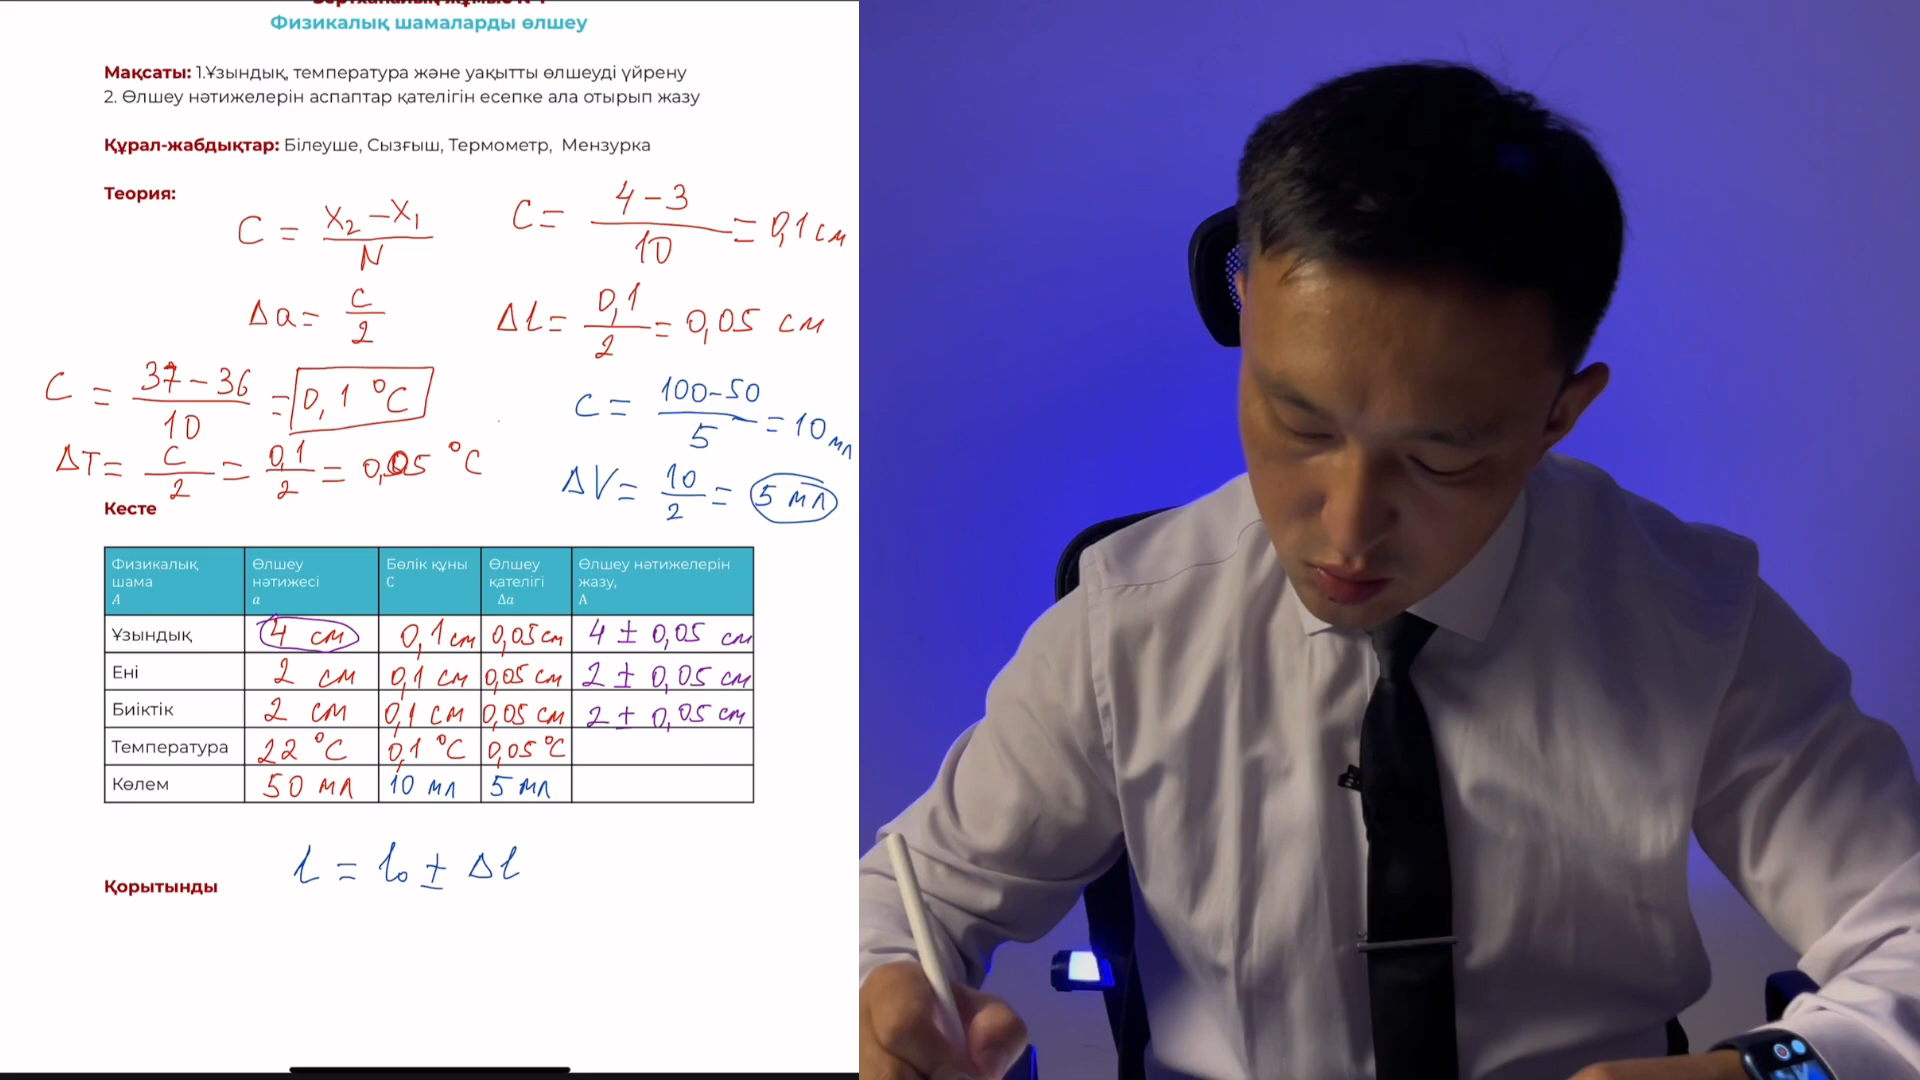 Физикалық шамаларды өлшеу
Мақсаты: 1.Ұзындық, температура және уақытты өлшеуді үйрену
2. Өлшеу нәтижелерін аспаптар қателігін есепке ала отырып жазу
Құрал-жабдықтар: Білеуше, Сызғыш, Термометр, Мензурка
Теория:
C = (x₂ – x₁)/N
C = (4 – 3)/10 = 0,1 см
Δa = c/2
Δl = 0,1/2 = 0,05 см
C = (37 – 36)/10 = 0,1 °C
c = (100-50)/5 = 10 мл
ΔT = c/2 = 0,1/2 = 0,05 °C
ΔV = 10/2 = 5 мл
Кесте
Физикалық шама A | Өлшеу нәтижесі a | Бөлік құны C | Өлшеу қателігі Δa | Өлшеу нәтижелерін жазу, A
Ұзындық | 4 см | 0,1 см | 0,05 см | 4 ± 0,05 см
Ені | 2 см | 0,1 см | 0,05 см | 2 ± 0,05 см
Биіктік | 2 см | 0,1 см | 0,05 см | 2 ± 0,05 см
Температура | 22 °C | 0,1 °C | 0,05 °C
Көлем | 50 мл | 10 мл | 5 мл
l = l₀ ± Δl
Қорытынды